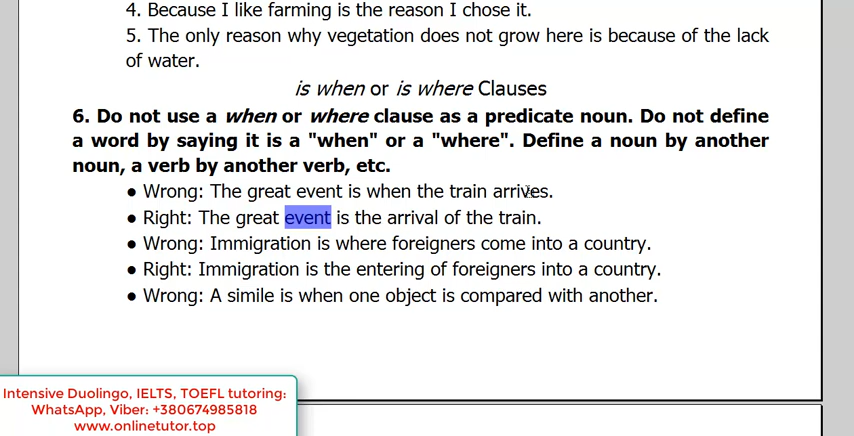 4. Because I like farming is the reason I chose it.
5. The only reason why vegetation does not grow here is because of the lack
of water.
is when or is where Clauses
6. Do not use a when or where clause as a predicate noun. Do not define
a word by saying it is a "when" or a "where". Define a noun by another
noun, a verb by another verb, etc.
● Wrong: The great event is when the train arrives.
● Right: The great event is the arrival of the train.
● Wrong: Immigration is where foreigners come into a country.
● Right: Immigration is the entering of foreigners into a country.
● Wrong: A simile is when one object is compared with another.
Intensive Duolingo, IELTS, TOEFL tutoring:
WhatsApp, Viber: +380674985818
www.onlinetutor.top